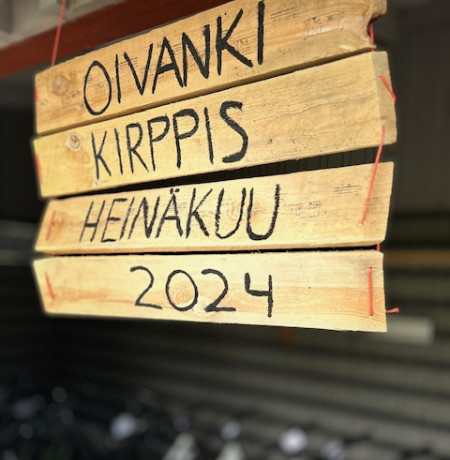 OIVANKI
KIRPPIS
HEINÄKUU
2024